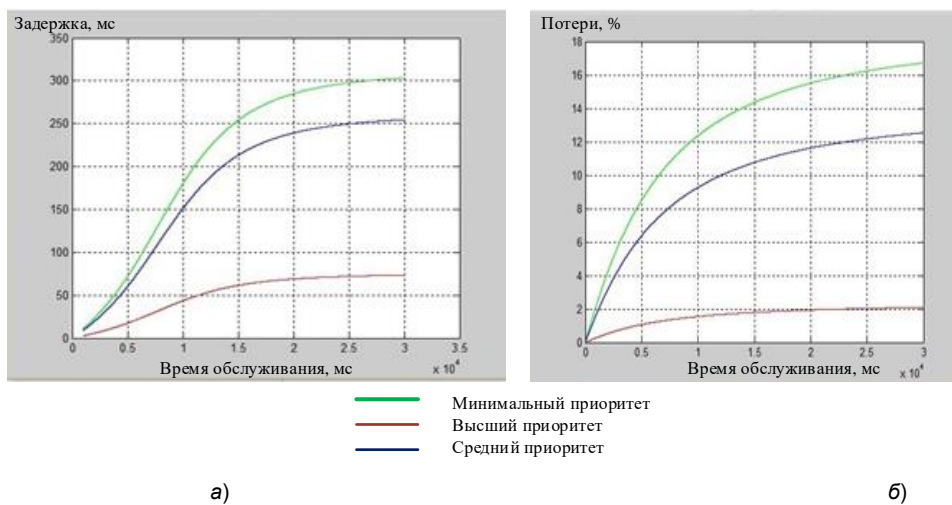 Задержка, мс
350
300
250
200
150
100
50
0
0 0.5 1 1.5 2 2.5 3 3.5
Время обслуживания, мс
x 10⁴
Потери, %
18
16
14
12
10
8
6
4
2
0
0 0.5 1 1.5 2 2.5 3
Время обслуживания, мс
x 10⁴
Минимальный приоритет
Высший приоритет
Средний приоритет
а) б)